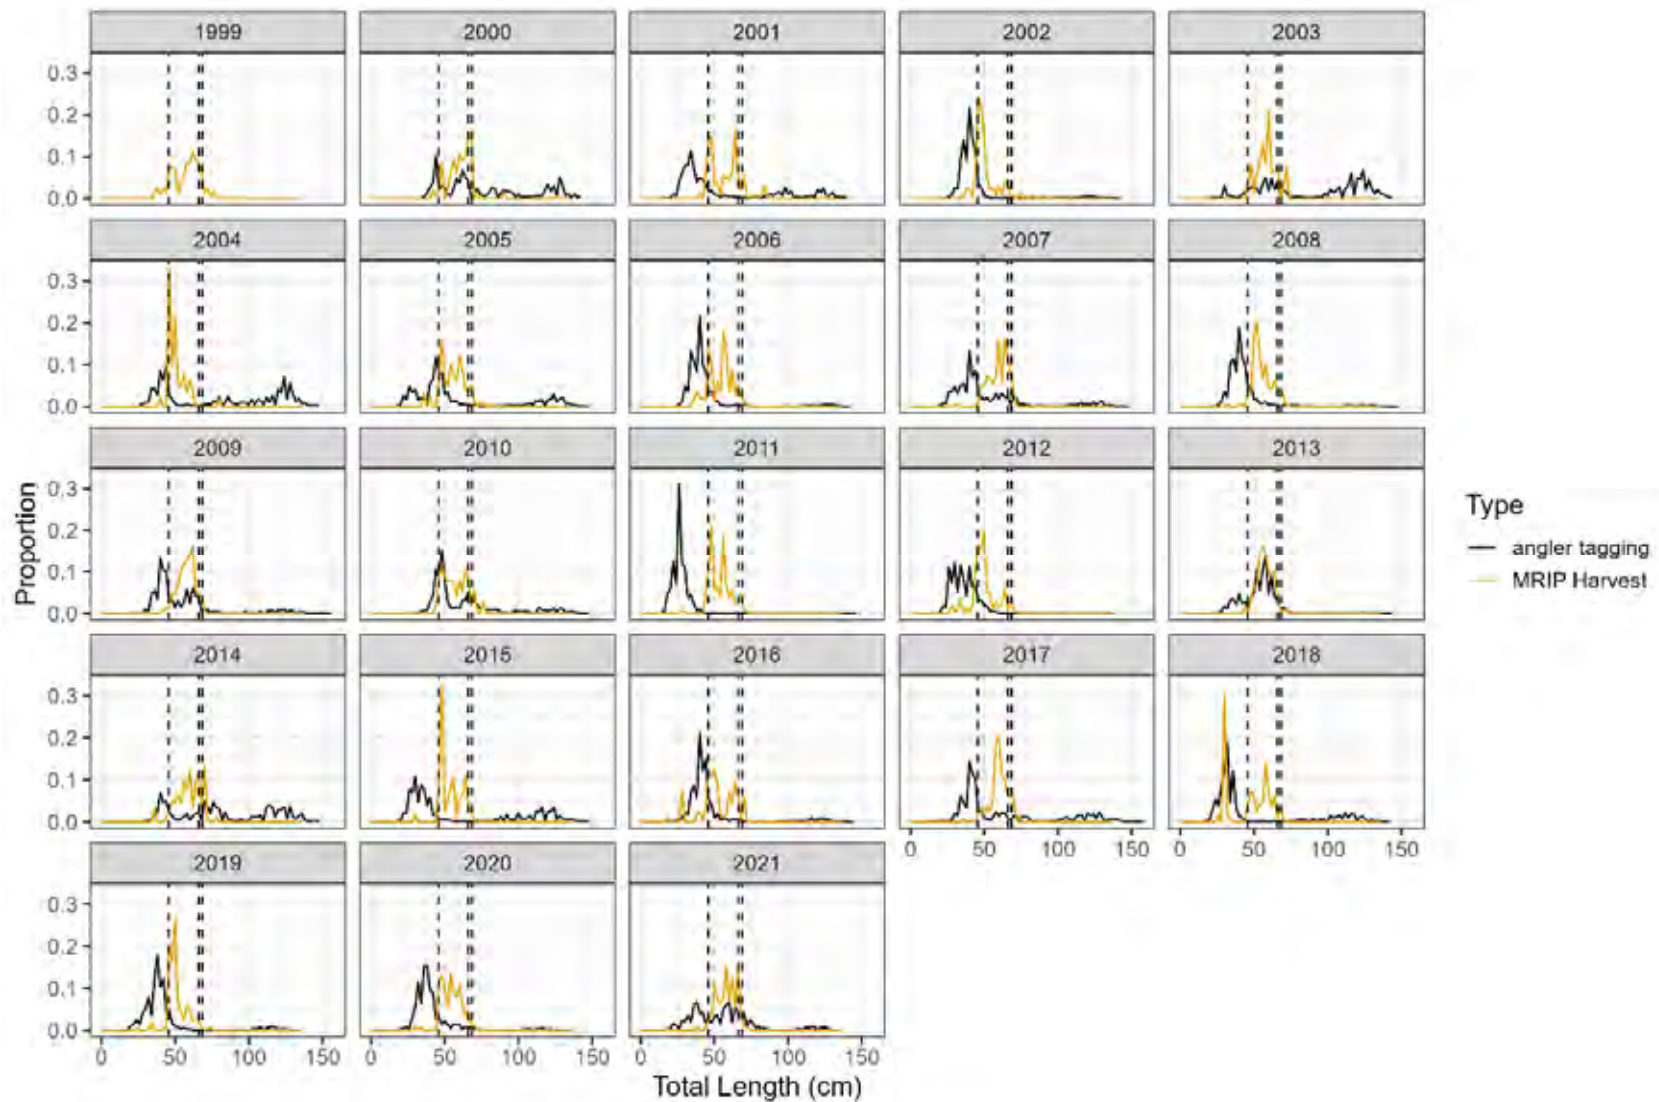 1999 2000 2001 2002 2003
0.3
0.2
0.1
0.0
2004 2005 2006 2007 2008
0.3
0.2
0.1
0.0
2009 2010 2011 2012 2013
0.3
0.2
0.1
0.0
Proportion
2014 2015 2016 2017 2018
0.3
0.2
0.1
0.0
0 50 100 150 0 50 100 150
2019 2020 2021
0.3
0.2
0.1
0.0
0 50 100 150 0 50 100 150 0 50 100 150
Total Length (cm)
Type
angler tagging
MRIP Harvest